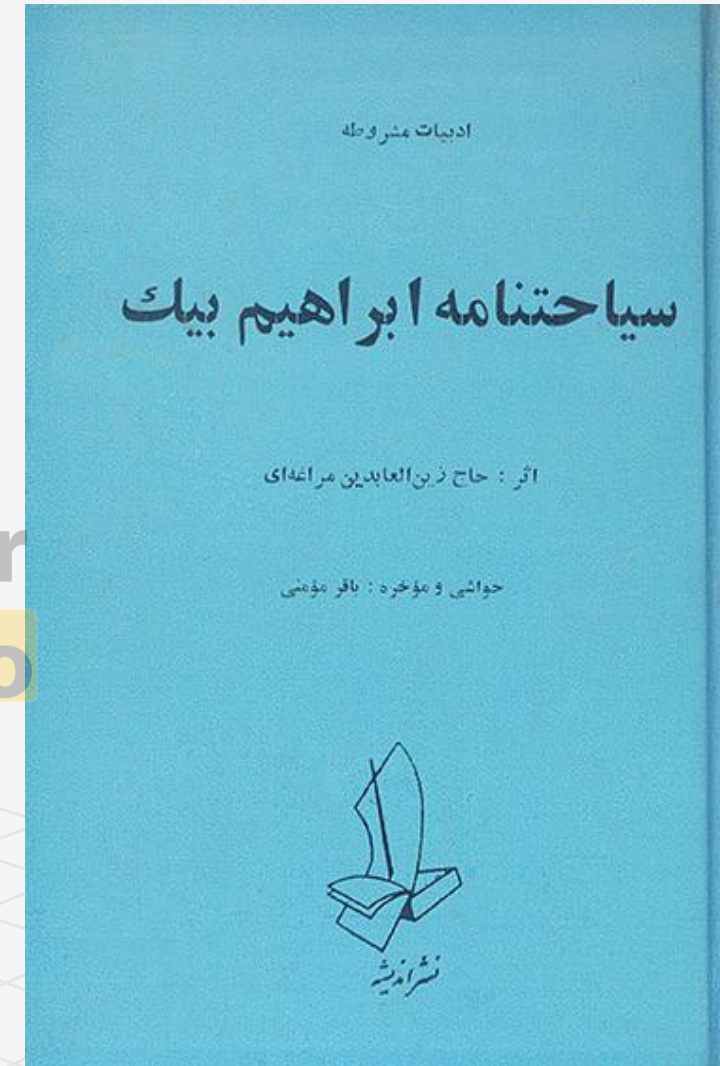 ادبیات مشروطه
سیاحتنامه ابراهیم بیك
اثر : حاج زین‌العابدین مراغه‌ای
حواشی و مؤخره : باقر مؤمنی
نشر اندیشه